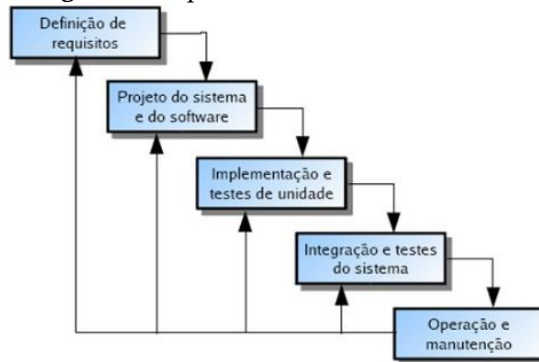 Definição de
requisitos
Projeto do sistema
e do software
Implementação e
testes de unidade
Integração e testes
do sistema
Operação e
manutenção